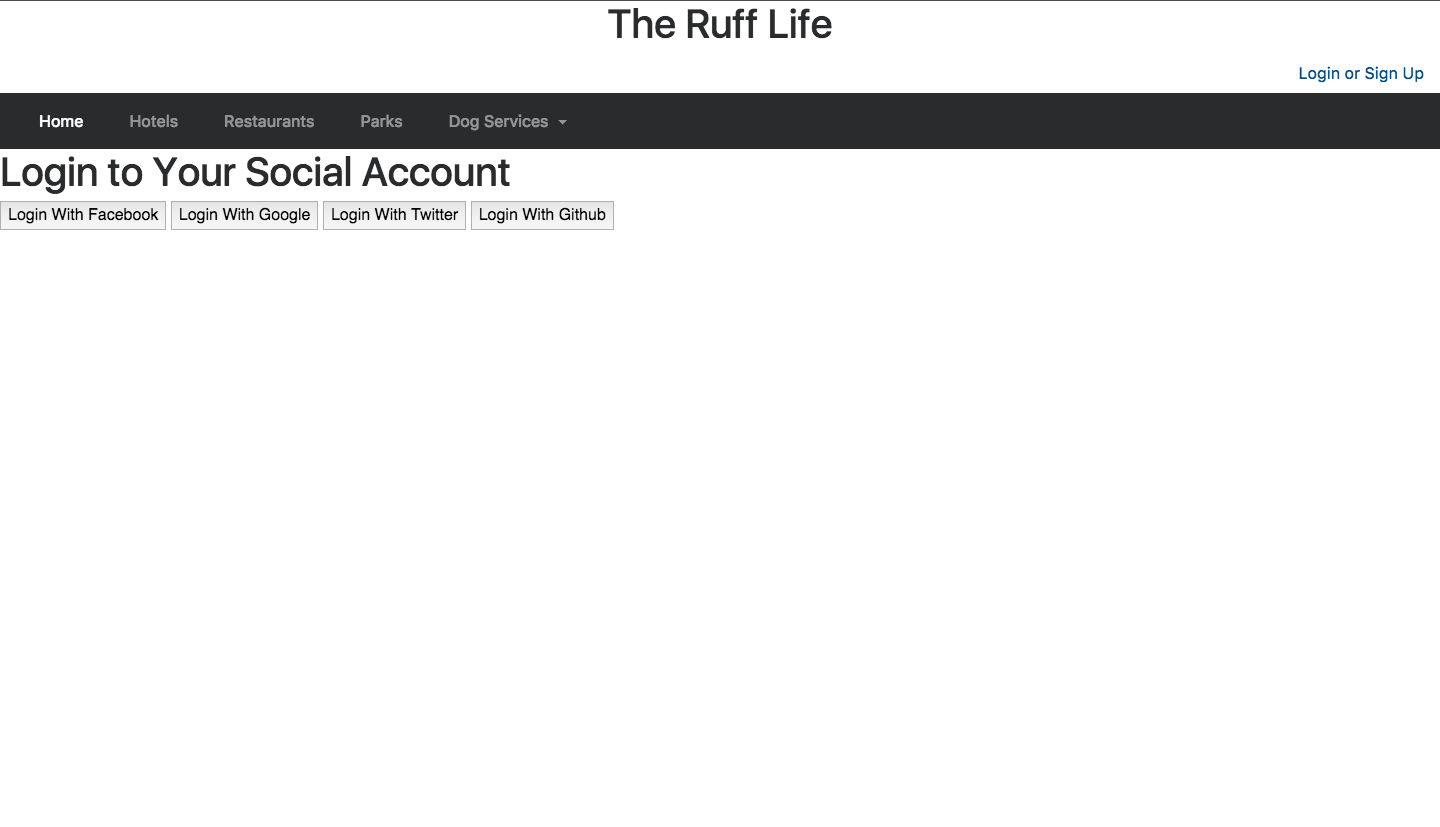 The Ruff Life
Login or Sign Up
Home Hotels Restaurants Parks Dog Services
Login to Your Social Account
Login With Facebook Login With Google Login With Twitter Login With Github